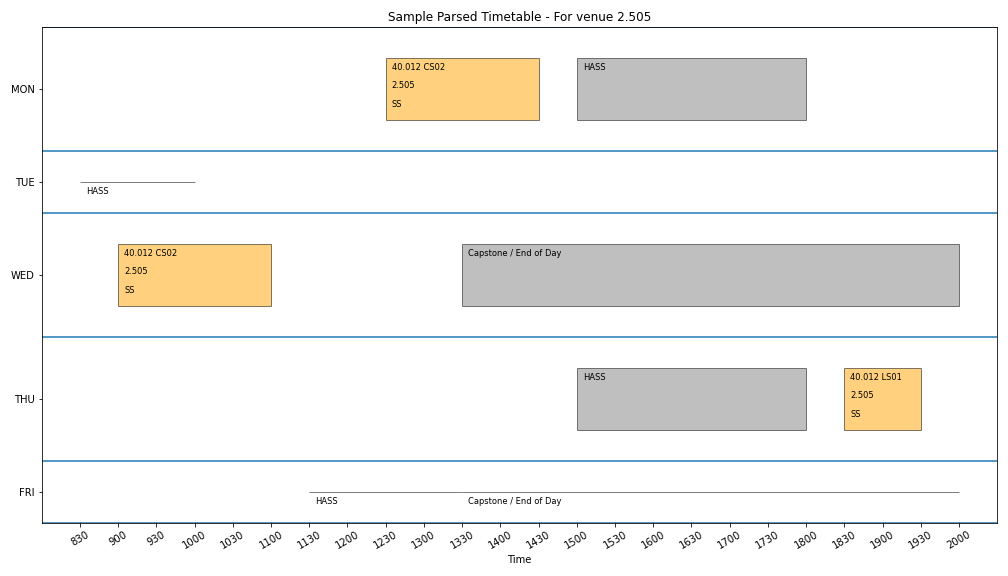 Sample Parsed Timetable - For venue 2.505
MON
40.012 CS02
2.505
SS
HASS
TUE
HASS
WED
40.012 CS02
2.505
SS
Capstone / End of Day
THU
HASS
40.012 LS01
2.505
SS
FRI
HASS
Capstone / End of Day
830 900 930 1000 1030 1100 1130 1200 1230 1300 1330 1400 1430 1500 1530 1600 1630 1700 1730 1800 1830 1900 1930 2000
Time